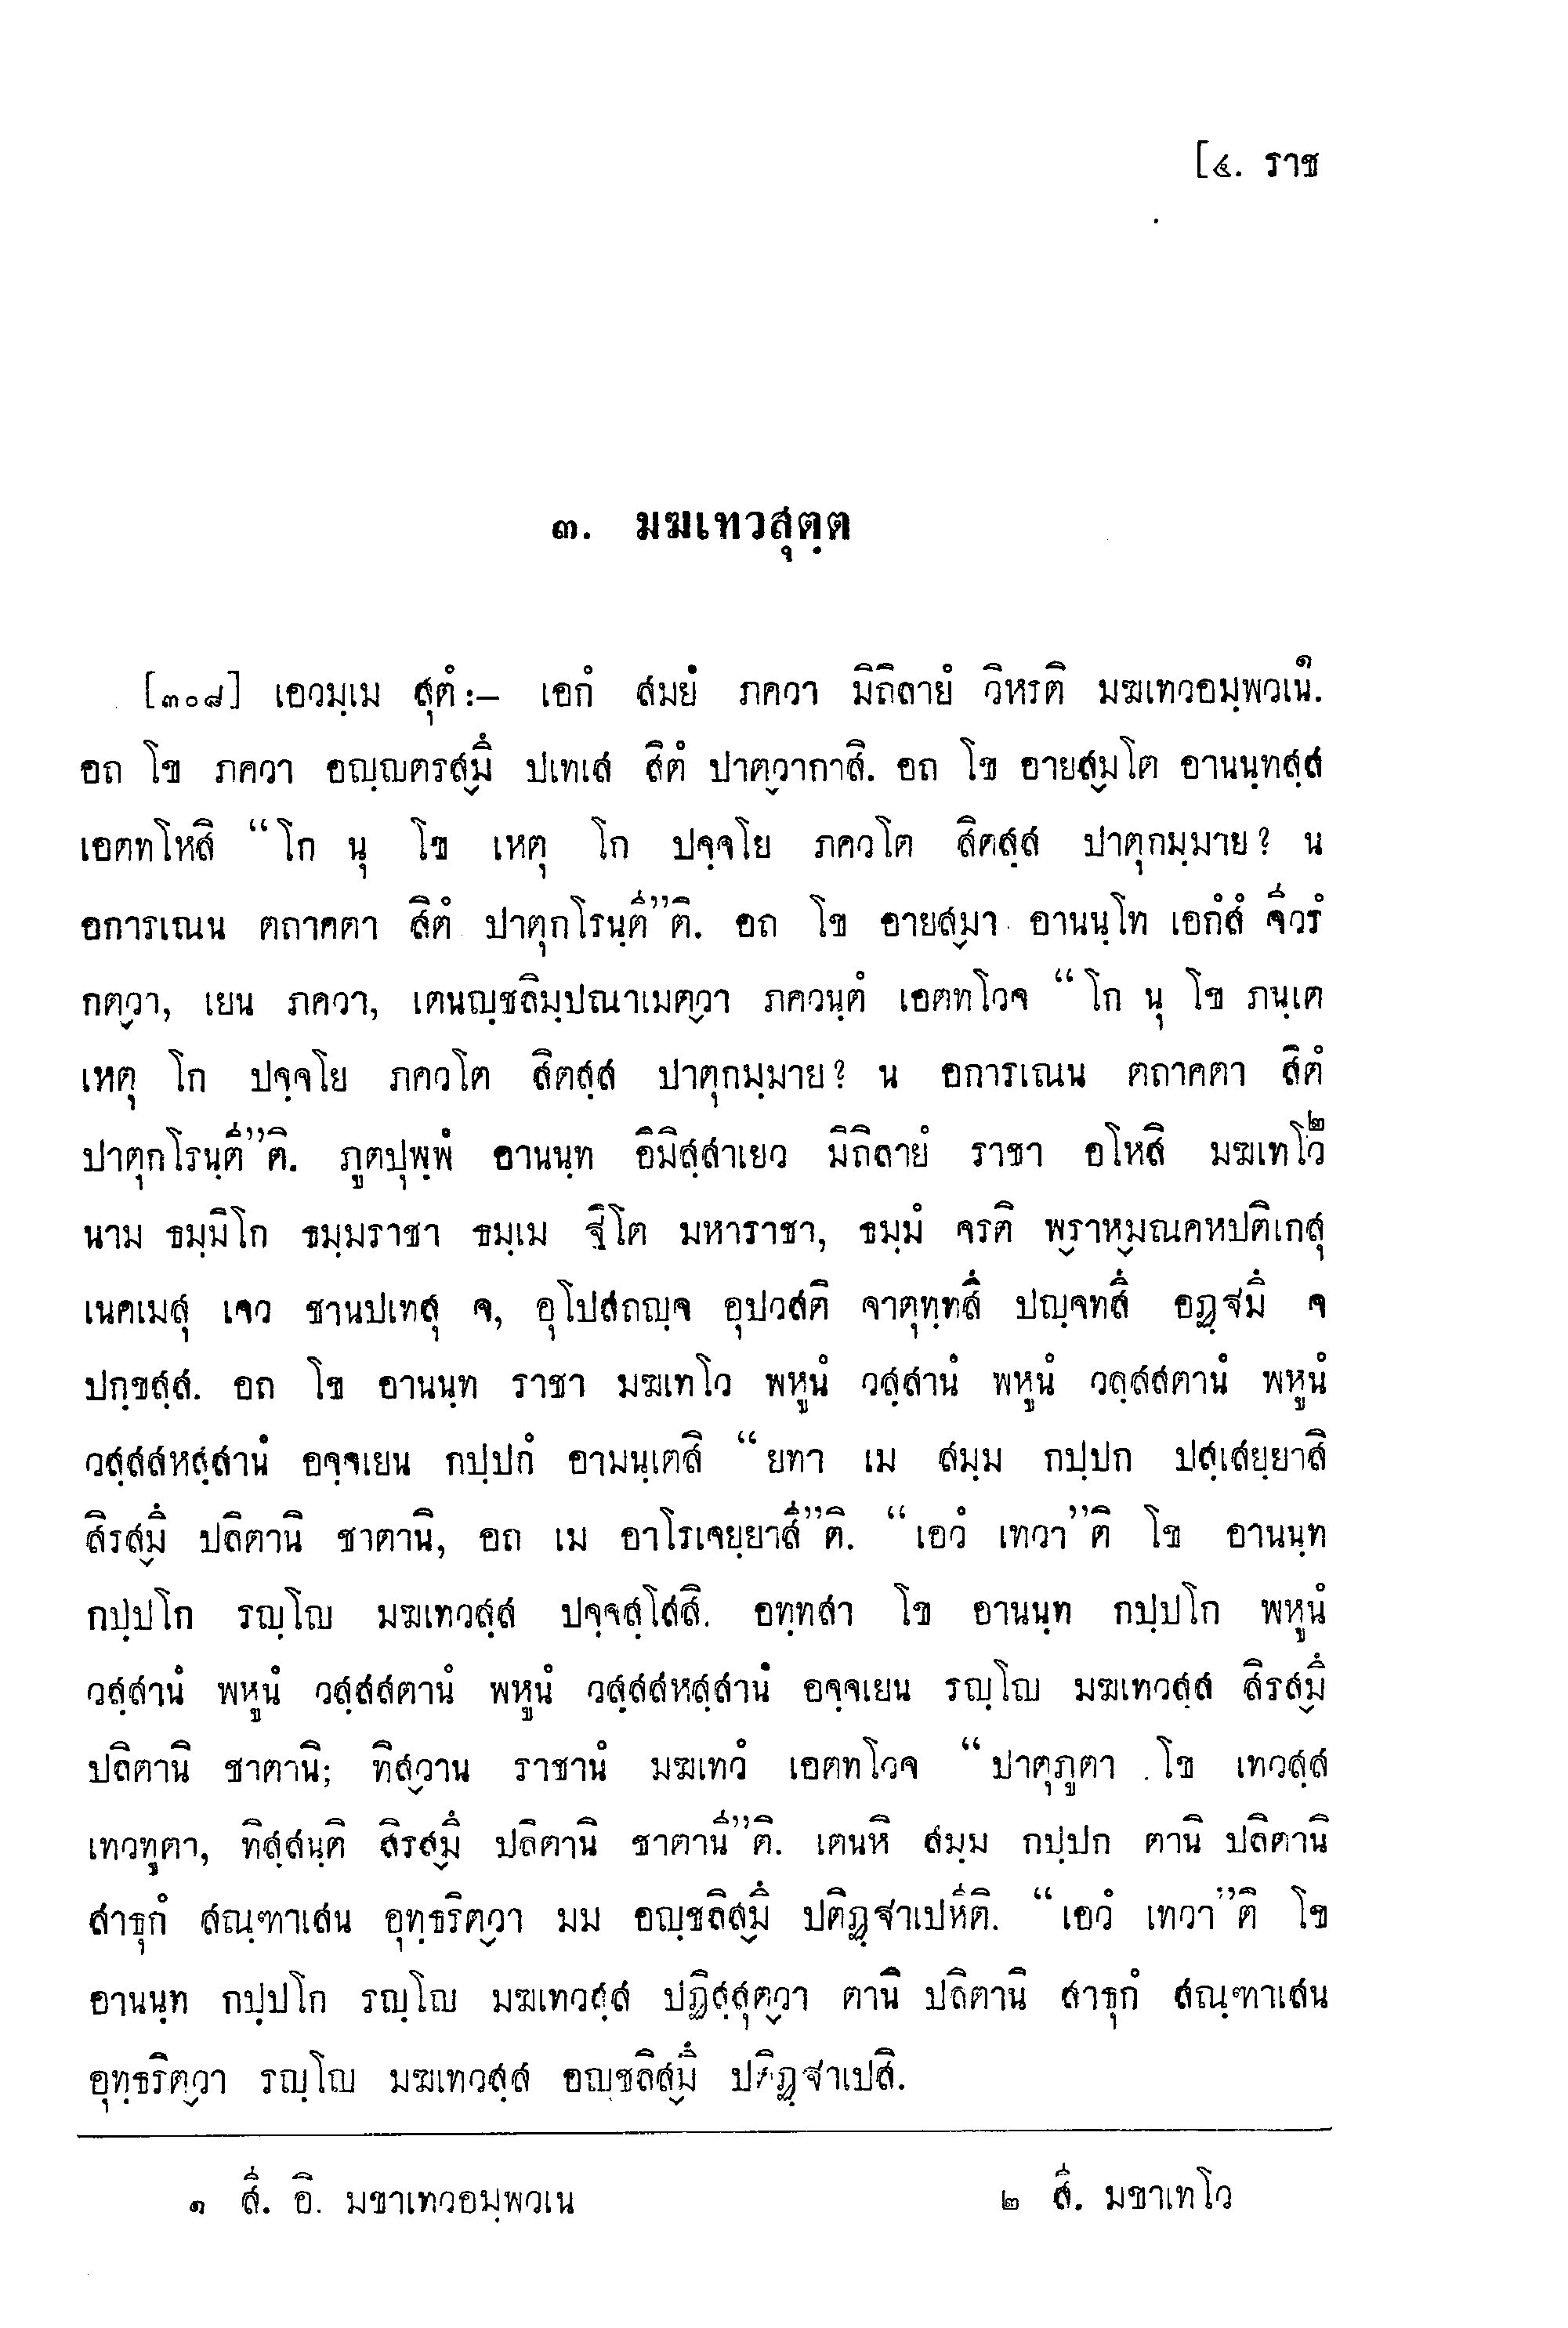 [๔. ราช
๓. มฆเทวสุตฺต
[๓๐๘] เอวมฺเม สุตํ:– เอกํ สมยํ ภควา มิถิลายํ วิหรติ มฆเทวอมฺพวเน๑.
อถ โข ภควา อญฺญตรสฺมึ ปเทเส สิตํ ปาตฺวากาสิ. อถ โข อายสฺมโต อานนฺทสฺส
เอตทโหสิ “โก นุ โข เหตุ โก ปจฺจโย ภควโต สิตสฺส ปาตุกมฺมาย? น
อการเณน ตถาคตา สิตํ ปาตุกโรนฺตี”ติ. อถ โข อายสฺมา อานนฺโท เอกํสํ จีวรํ
กตฺวา, เยน ภควา, เตนญฺชลิมฺปณาเมตฺวา ภควนฺตํ เอตทโวจ “โก นุ โข ภนฺเต
เหตุ โก ปจฺจโย ภควโต สิตสฺส ปาตุกมฺมาย? น อการเณน ตถาคตา สิตํ
ปาตุกโรนฺตี”ติ. ภูตปุพฺพํ อานนฺท อิมิสฺสาเยว มิถิลายํ ราชา อโหสิ มฆเทโว๒
นาม ธมฺมิโก ธมฺมราชา ธมฺเม ฐิโต มหาราชา, ธมฺมํ จรติ พฺราหฺมณคหปติเกสุ
เนคเมสุ เจว ชานปเทสุ จ, อุโปสถญฺจ อุปวสติ จาตุทฺทสึ ปญฺจทสึ อฏฺฐมึ จ
ปกฺขสฺส. อถ โข อานนฺท ราชา มฆเทโว พหูนํ วสฺสานํ พหูนํ วสฺสสตานํ พหูนํ
วสฺสสหสฺสานํ อจฺจเยน กปฺปกํ อามนฺเตสิ “ยทา เม สมฺม กปฺปก ปสฺเสยฺยาสิ
สิรสฺมึ ปลิตานิ ชาตานิ, อถ เม อาโรเจยฺยาสี”ติ. “เอวํ เทวา”ติ โข อานนฺท
กปฺปโก รญฺโญ มฆเทวสฺส ปจฺจสฺโสสิ. อทฺทสา โข อานนฺท กปฺปโก พหูนํ
วสฺสานํ พหูนํ วสฺสสตานํ พหูนํ วสฺสสหสฺสานํ อจฺจเยน รญฺโญ มฆเทวสฺส สิรสฺมึ
ปลิตานิ ชาตานิ; ทิสฺวาน ราชานํ มฆเทวํ เอตทโวจ “ปาตุภูตา โข เทวสฺส
เทวทูตา, ทิสฺสนฺติ สิรสฺมึ ปลิตานิ ชาตานี”ติ. เตนหิ สมฺม กปฺปก ตานิ ปลิตานิ
สาธุกํ สณฺฑาเสน อุทฺธริตฺวา มม อญฺชลิสฺมึ ปติฏฺฐาเปหีติ. “เอวํ เทวา”ติ โข
อานนฺท กปฺปโก รญฺโญ มฆเทวสฺส ปฏิสฺสุตฺวา ตานิ ปลิตานิ สาธุกํ สณฺฑาเสน
อุทฺธริตฺวา รญฺโญ มฆเทวสฺส อญฺชลิสฺมึ ปติฏฺฐาเปสิ.
๑ สี. อิ. มขาเทวอมฺพวเน ๒ สี. มขาเทโว